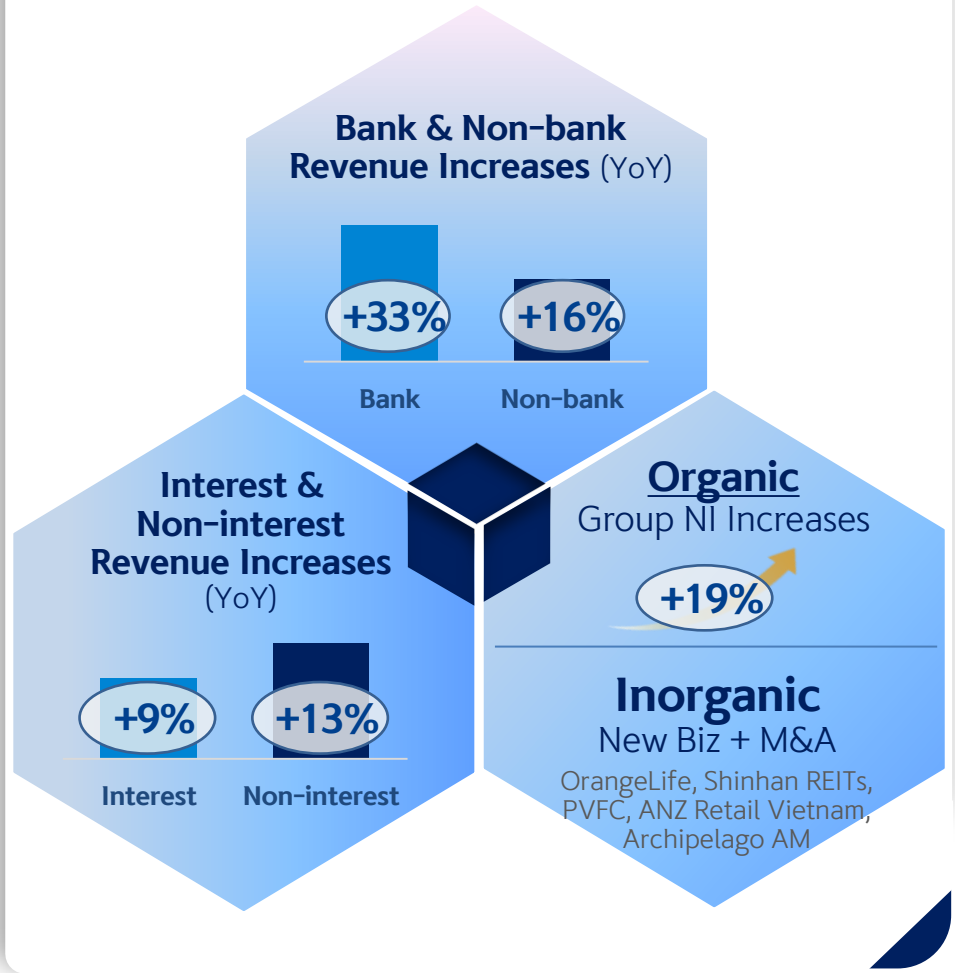 Bank & Non-bank
Revenue Increases (YoY)
+33%
+16%
Bank
Non-bank
Interest &
Non-interest
Revenue Increases
(YoY)
+9%
+13%
Interest
Non-interest
Organic
Group NI Increases
+19%
Inorganic
New Biz + M&A
OrangeLife, Shinhan REITs,
PVFC, ANZ Retail Vietnam,
Archipelago AM